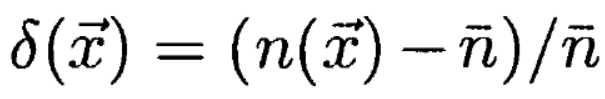 δ(x⃗) = (n(x⃗) − n̄)/n̄